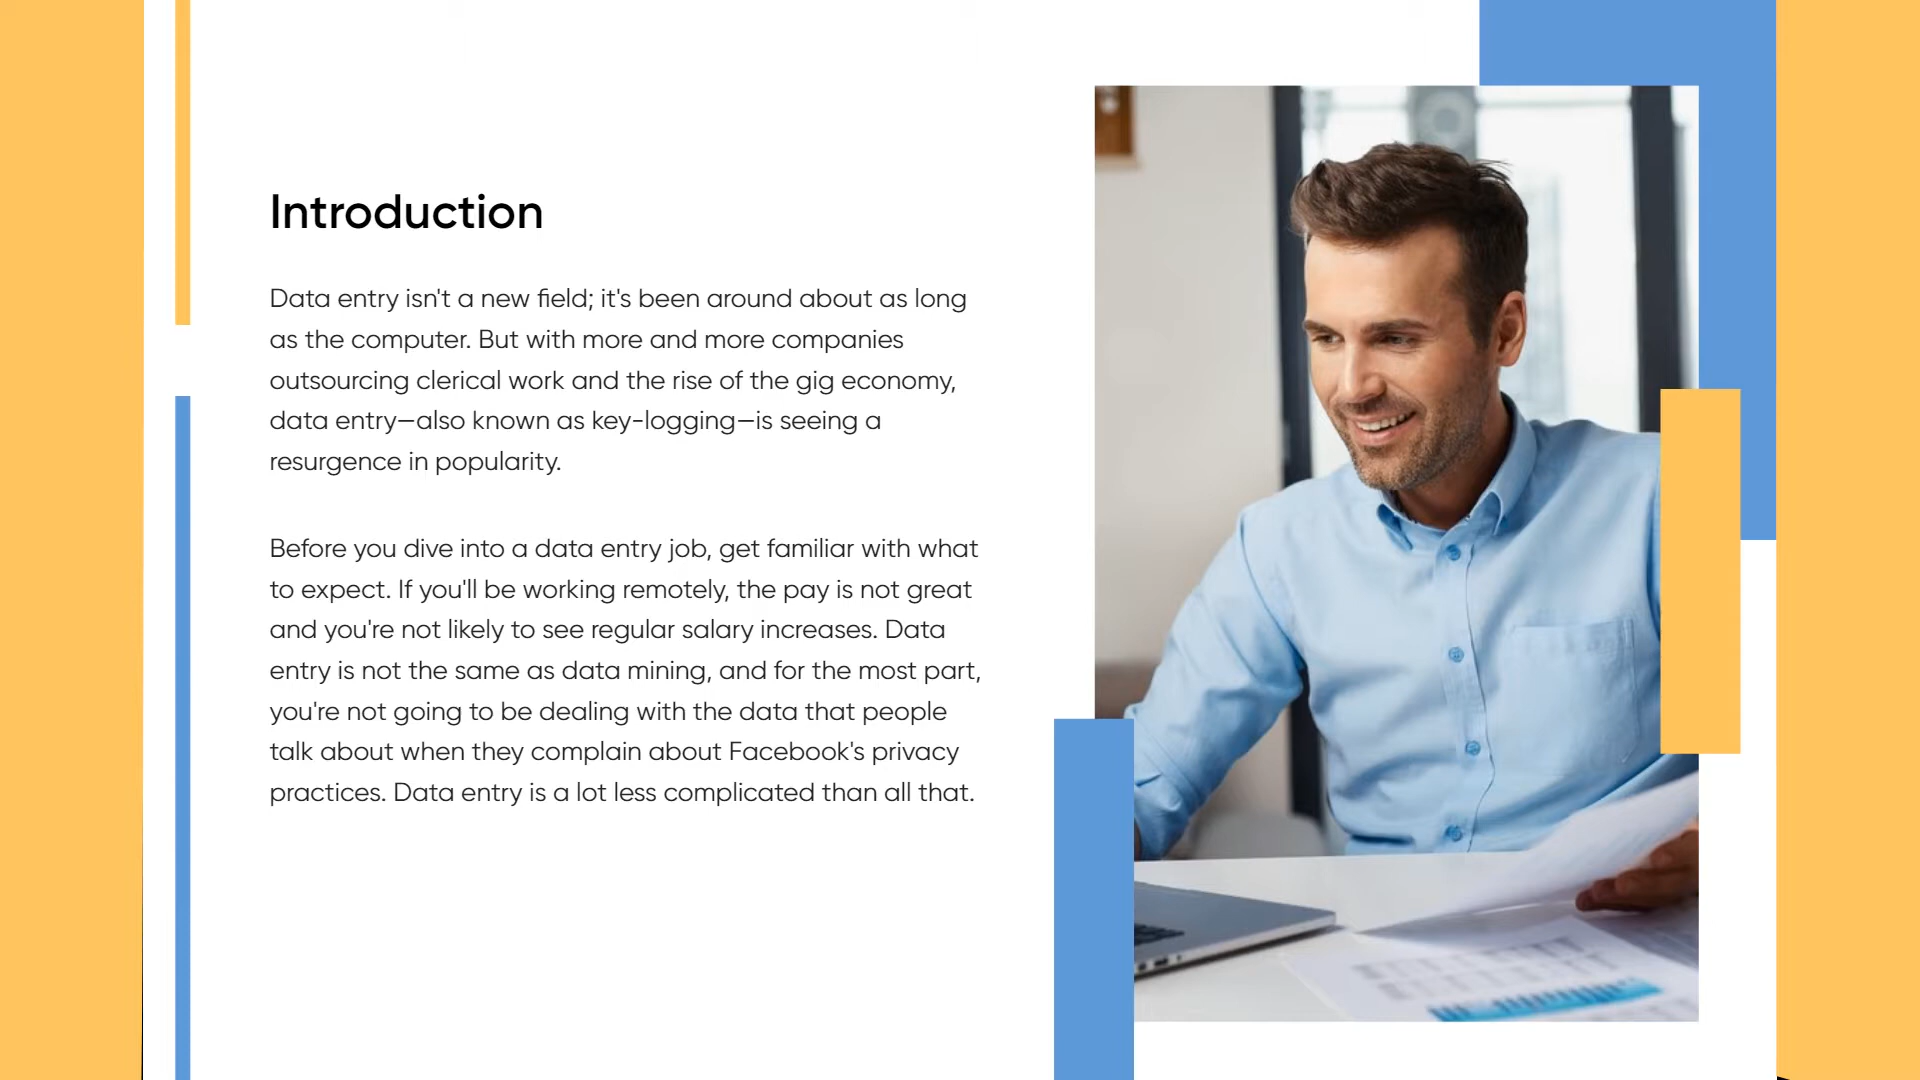 Introduction
Data entry isn't a new field; it's been around about as long
as the computer. But with more and more companies
outsourcing clerical work and the rise of the gig economy,
data entry—also known as key-logging—is seeing a
resurgence in popularity.
Before you dive into a data entry job, get familiar with what
to expect. If you'll be working remotely, the pay is not great
and you're not likely to see regular salary increases. Data
entry is not the same as data mining, and for the most part,
you're not going to be dealing with the data that people
talk about when they complain about Facebook's privacy
practices. Data entry is a lot less complicated than all that.